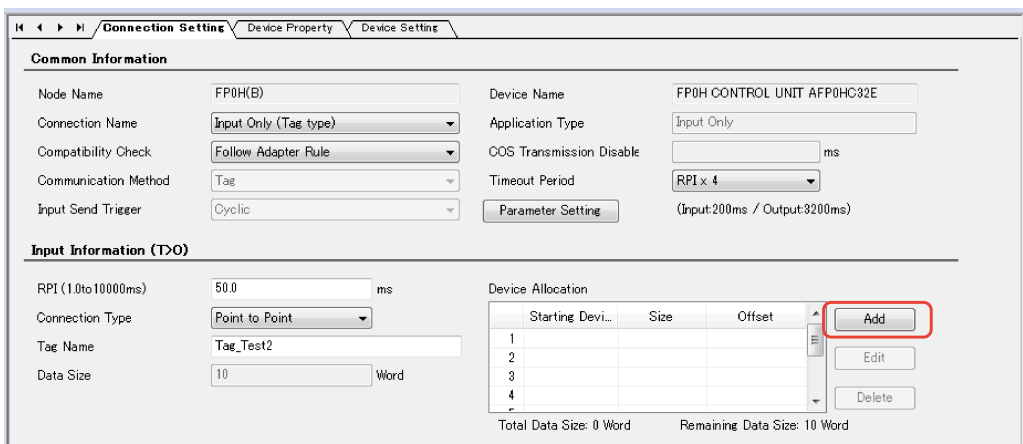 Connection Setting Device Property Device Setting
Common Information
Node Name FP0H(B) Device Name FP0H CONTROL UNIT AFP0HC32E
Connection Name Input Only (Tag type) Application Type Input Only
Compatibility Check Follow Adapter Rule COS Transmission Disable ms
Communication Method Tag Timeout Period RPI x 4
Input Send Trigger Cyclic Parameter Setting (Input:200ms / Output:3200ms)
Input Information (T>O)
RPI (1.0to10000ms) 50.0 ms Device Allocation
Connection Type Point to Point Starting Devi... Size Offset Add
Tag Name Tag_Test2 1
2 Edit
Data Size 10 Word 3
4 Delete
Total Data Size: 0 Word Remaining Data Size: 10 Word